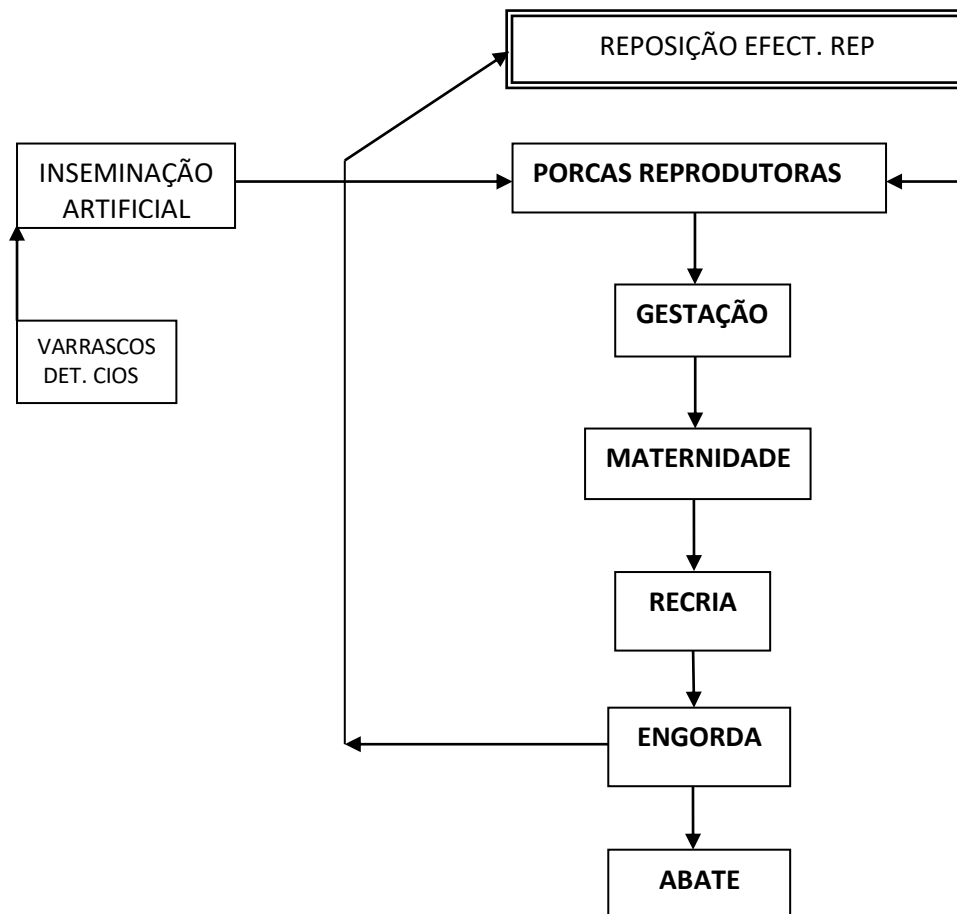 REPOSIÇÃO EFECT. REP
INSEMINAÇÃO
ARTIFICIAL
PORCAS REPRODUTORAS
GESTAÇÃO
VARRASCOS
DET. CIOS
MATERNIDADE
RECRIA
ENGORDA
ABATE